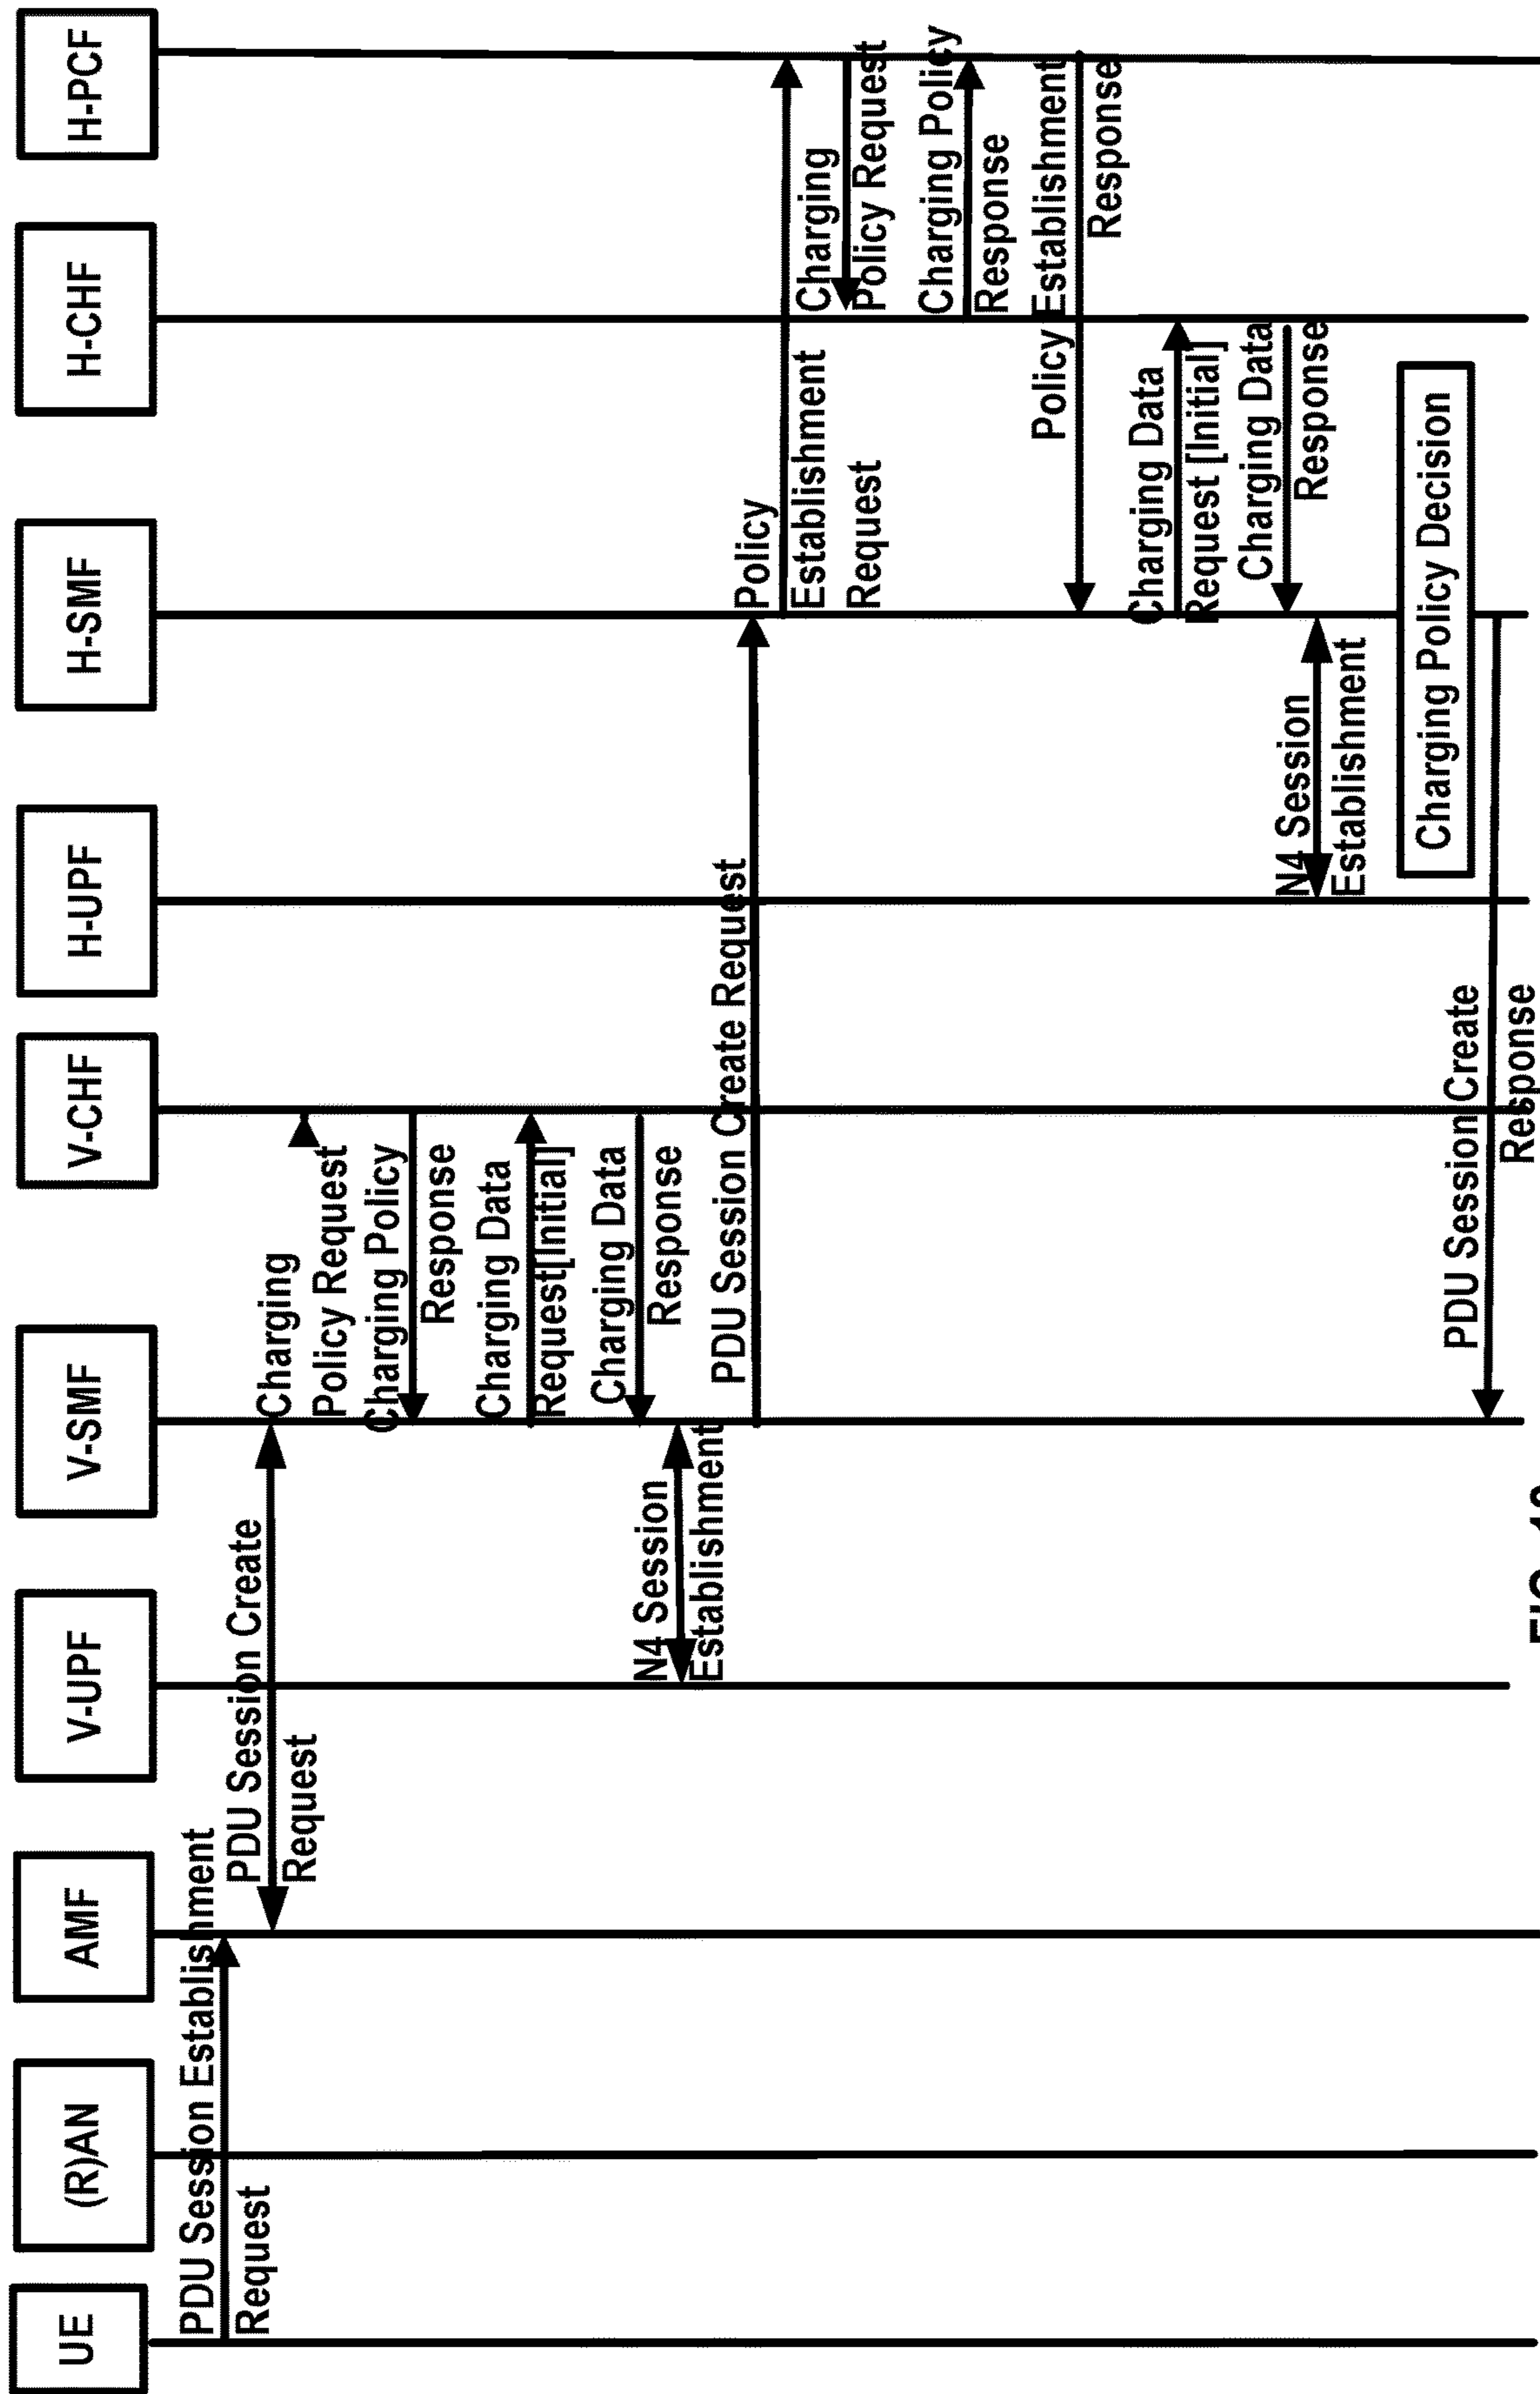 UE
(R)AN
AMF
V-UPF
V-SMF
V-CHF
H-UPF
H-SMF
H-CHF
H-PCF
PDU Session Establishment
Request
PDU Session Create
Request
Charging
Policy Request
Charging Policy
Response
Charging Data
Request[Initial]
Charging Data
Response
N4 Session
Establishment
PDU Session Create Request
Policy
Establishment
Request
Charging
Policy Request
Charging Policy
Response
Policy Establishment
Response
Charging Data
Request [Initial]
Charging Data
Response
N4 Session
Establishment
Charging Policy Decision
PDU Session Create
Response
FIG.